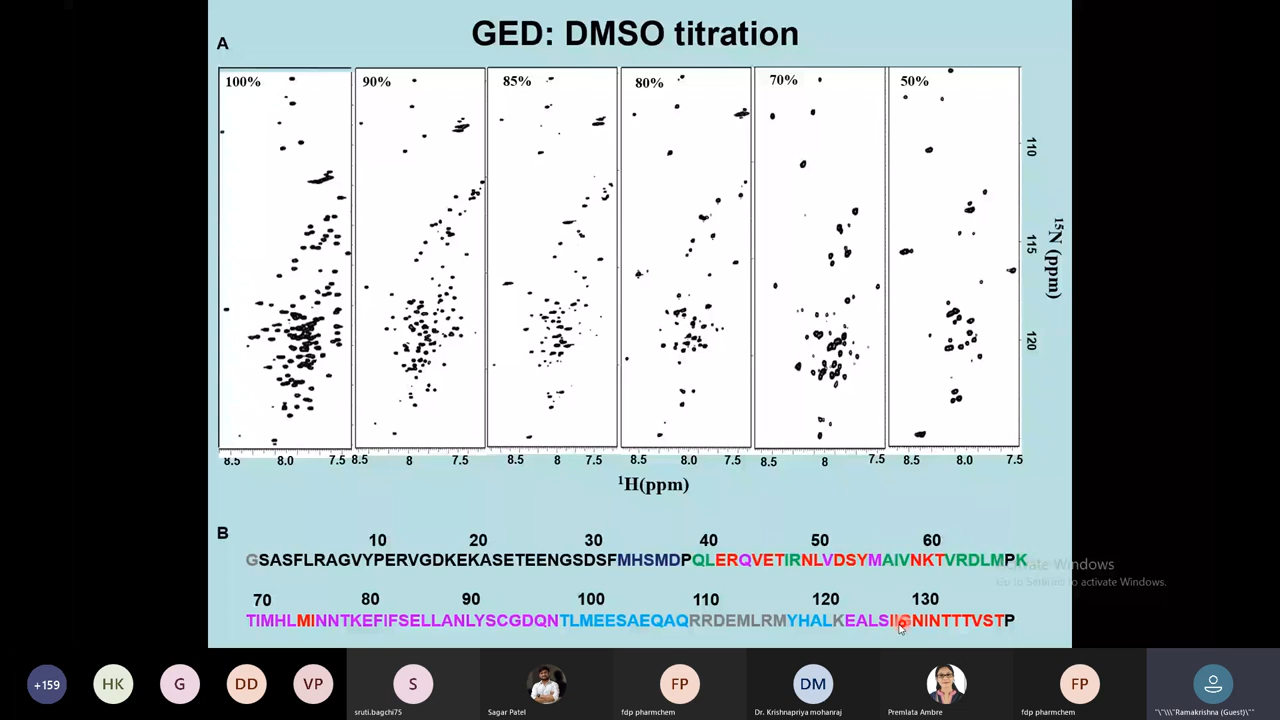 GED: DMSO titration
A
100% 90% 85% 80% 70% 50%
110
115
120
15N (ppm)
8.5 8.0 7.5 8.5 8 7.5 8.5 8.0 7.5 8.5 8.0 7.5 8.5 8 7.5 8.5 8.0 7.5
1H(ppm)
B
10 20 30 40 50 60
GSASFLRAGVYPERVGDKEKASETEENGSDSFMHSMDPQLERQVETIRNLVDSYMAIVNKTVRDLMPK
70 80 90 100 110 120 130
TIMHLMINNTKEFIFSELLANLYSCGDQNTLMEESAEQAQRRDEMLRMYHALKEALSIIGNINTTTVSTP
Activate Windows
Go to Settings to activate Windows.
+159 HK G DD VP S FP DM FP
sruti.bagchi75 Sagar Patel fdp pharmchem Dr. Krishnapriya mohanraj Premlata Ambre fdp pharmchem "\"\\\"Ramakrishna (Guest)\""